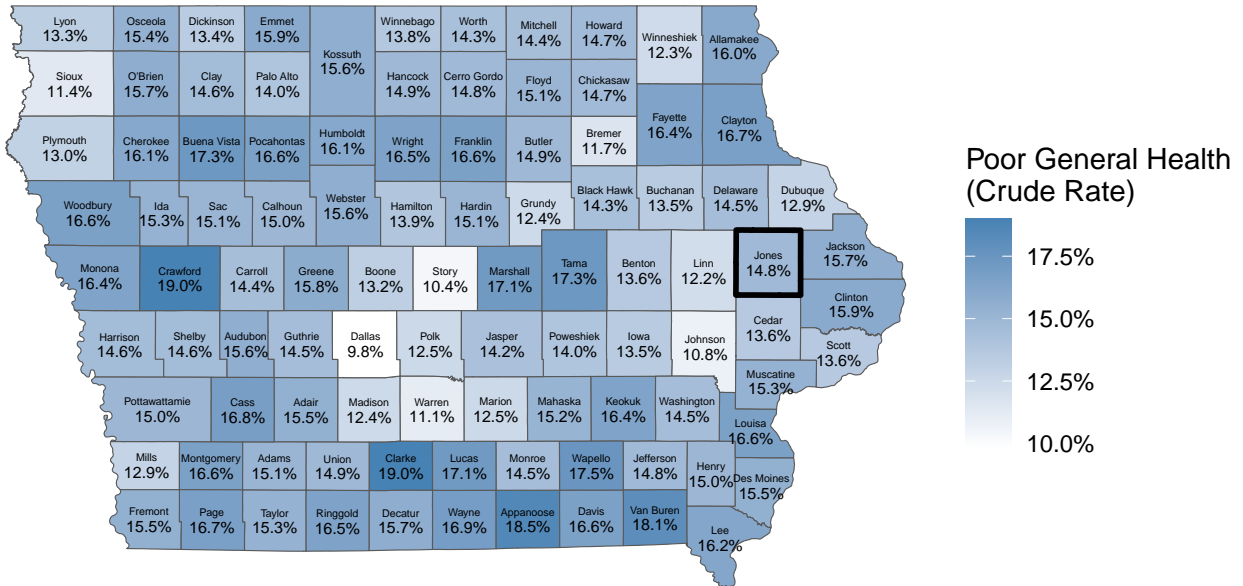 Lyon
13.3%
Osceola
15.4%
Dickinson
13.4%
Emmet
15.9%
Kossuth
15.6%
Winnebago
13.8%
Worth
14.3%
Mitchell
14.4%
Howard
14.7%
Winneshiek
12.3%
Allamakee
16.0%
Sioux
11.4%
O'Brien
15.7%
Clay
14.6%
Palo Alto
14.0%
Hancock
14.9%
Cerro Gordo
14.8%
Floyd
15.1%
Chickasaw
14.7%
Plymouth
13.0%
Cherokee
16.1%
Buena Vista
17.3%
Pocahontas
16.6%
Humboldt
16.1%
Wright
16.5%
Franklin
16.6%
Butler
14.9%
Bremer
11.7%
Fayette
16.4%
Clayton
16.7%
Woodbury
16.6%
Ida
15.3%
Sac
15.1%
Calhoun
15.0%
Webster
15.6%
Hamilton
13.9%
Hardin
15.1%
Grundy
12.4%
Black Hawk
14.3%
Buchanan
13.5%
Delaware
14.5%
Dubuque
12.9%
Monona
16.4%
Crawford
19.0%
Carroll
14.4%
Greene
15.8%
Boone
13.2%
Story
10.4%
Marshall
17.1%
Tama
17.3%
Benton
13.6%
Linn
12.2%
Jones
14.8%
Jackson
15.7%
Clinton
15.9%
Harrison
14.6%
Shelby
14.6%
Audubon
15.6%
Guthrie
14.5%
Dallas
9.8%
Polk
12.5%
Jasper
14.2%
Poweshiek
14.0%
Iowa
13.5%
Johnson
10.8%
Cedar
13.6%
Scott
13.6%
Muscatine
15.3%
Pottawattamie
15.0%
Cass
16.8%
Adair
15.5%
Madison
12.4%
Warren
11.1%
Marion
12.5%
Mahaska
15.2%
Keokuk
16.4%
Washington
14.5%
Louisa
16.6%
Mills
12.9%
Montgomery
16.6%
Adams
15.1%
Union
14.9%
Clarke
19.0%
Lucas
17.1%
Monroe
14.5%
Wapello
17.5%
Jefferson
14.8%
Henry
15.0%
Des Moines
15.5%
Fremont
15.5%
Page
16.7%
Taylor
15.3%
Ringgold
16.5%
Decatur
15.7%
Wayne
16.9%
Appanoose
18.5%
Davis
16.6%
Van Buren
18.1%
Lee
16.2%
Poor General Health
(Crude Rate)
17.5%
15.0%
12.5%
10.0%